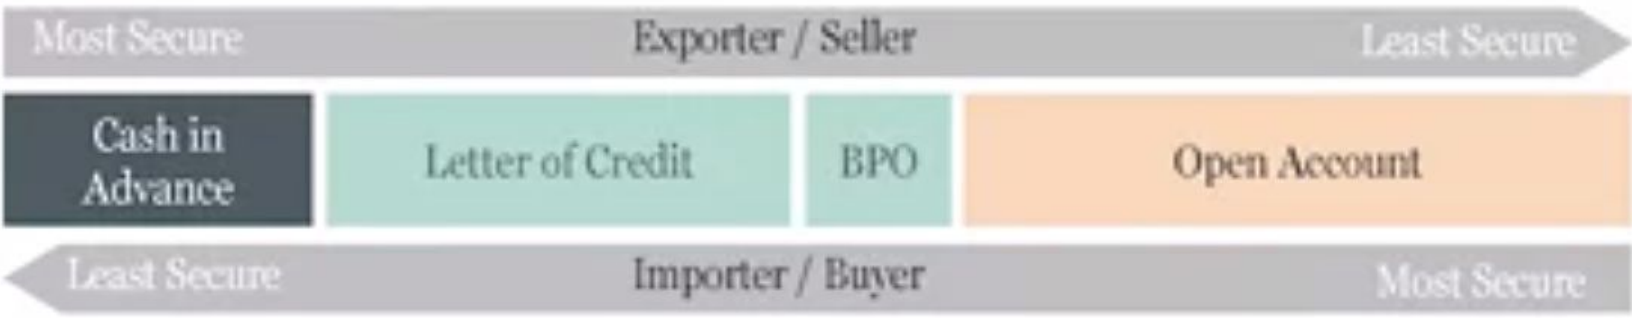 Most Secure Exporter / Seller Least Secure
Cash in
Advance
Letter of Credit
BPO
Open Account
Least Secure Importer / Buyer Most Secure